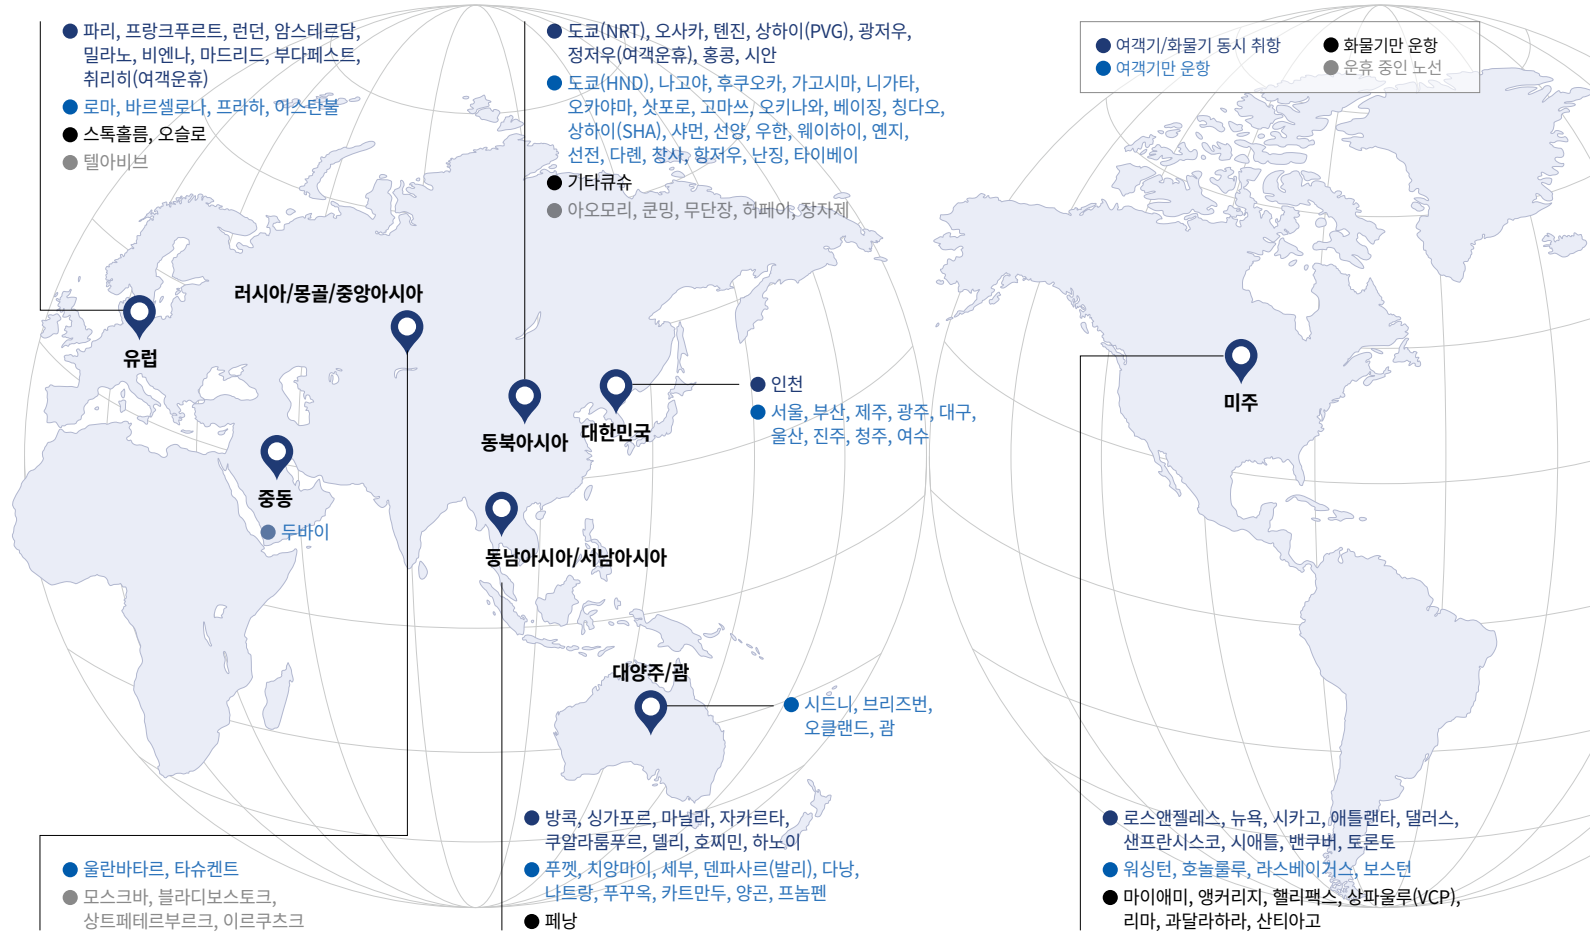 파리, 프랑크푸르트, 런던, 암스테르담,
밀라노, 비엔나, 마드리드, 부다페스트,
취리히(여객운휴)
로마, 바르셀로나, 프라하, 이스탄불
스톡홀름, 오슬로
텔아비브
도쿄(NRT), 오사카, 톈진, 상하이(PVG), 광저우,
정저우(여객운휴), 홍콩, 시안
도쿄(HND), 나고야, 후쿠오카, 가고시마, 니가타,
오카야마, 삿포로, 고마쓰, 오키나와, 베이징, 칭다오,
상하이(SHA), 샤먼, 선양, 우한, 웨이하이, 옌지,
선전, 다롄, 창사, 항저우, 난징, 타이베이
기타큐슈
아오모리, 쿤밍, 무단장, 허페이, 장자제
여객기/화물기 동시 취항
화물기만 운항
여객기만 운항
운휴 중인 노선
러시아/몽골/중앙아시아
유럽
동북아시아
대한민국
인천
서울, 부산, 제주, 광주, 대구,
울산, 진주, 청주, 여수
미주
중동
두바이
동남아시아/서남아시아
대양주/괌
시드니, 브리즈번,
오클랜드, 괌
울란바타르, 타슈켄트
모스크바, 블라디보스토크,
상트페테르부르크, 이르쿠츠크
방콕, 싱가포르, 마닐라, 자카르타,
쿠알라룸푸르, 델리, 호찌민, 하노이
푸껫, 치앙마이, 세부, 덴파사르(발리), 다낭,
나트랑, 푸꾸옥, 카트만두, 양곤, 프놈펜
페낭
로스앤젤레스, 뉴욕, 시카고, 애틀랜타, 댈러스,
샌프란시스코, 시애틀, 밴쿠버, 토론토
워싱턴, 호놀룰루, 라스베이거스, 보스턴
마이애미, 앵커리지, 핼리팩스, 상파울루(VCP),
리마, 과달라하라, 산티아고